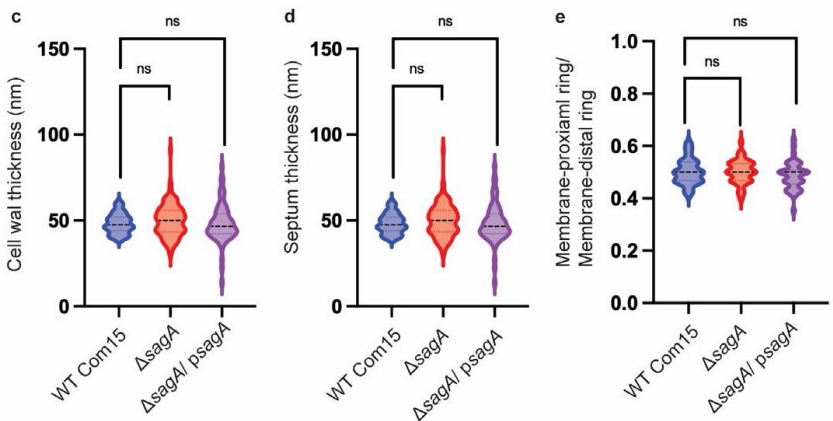 c
Cell wal thickness (nm)
150
100
50
0
ns
ns
WT Com15
ΔsagA
ΔsagA/ psagA
d
Septum thickness (nm)
150
100
50
0
ns
ns
WT Com15
ΔsagA
ΔsagA/ psagA
e
Membrane-proxiaml ring/
Membrane-distal ring
1.0
0.8
0.6
0.4
0.2
0.0
ns
ns
WT Com15
ΔsagA
ΔsagA/ psagA